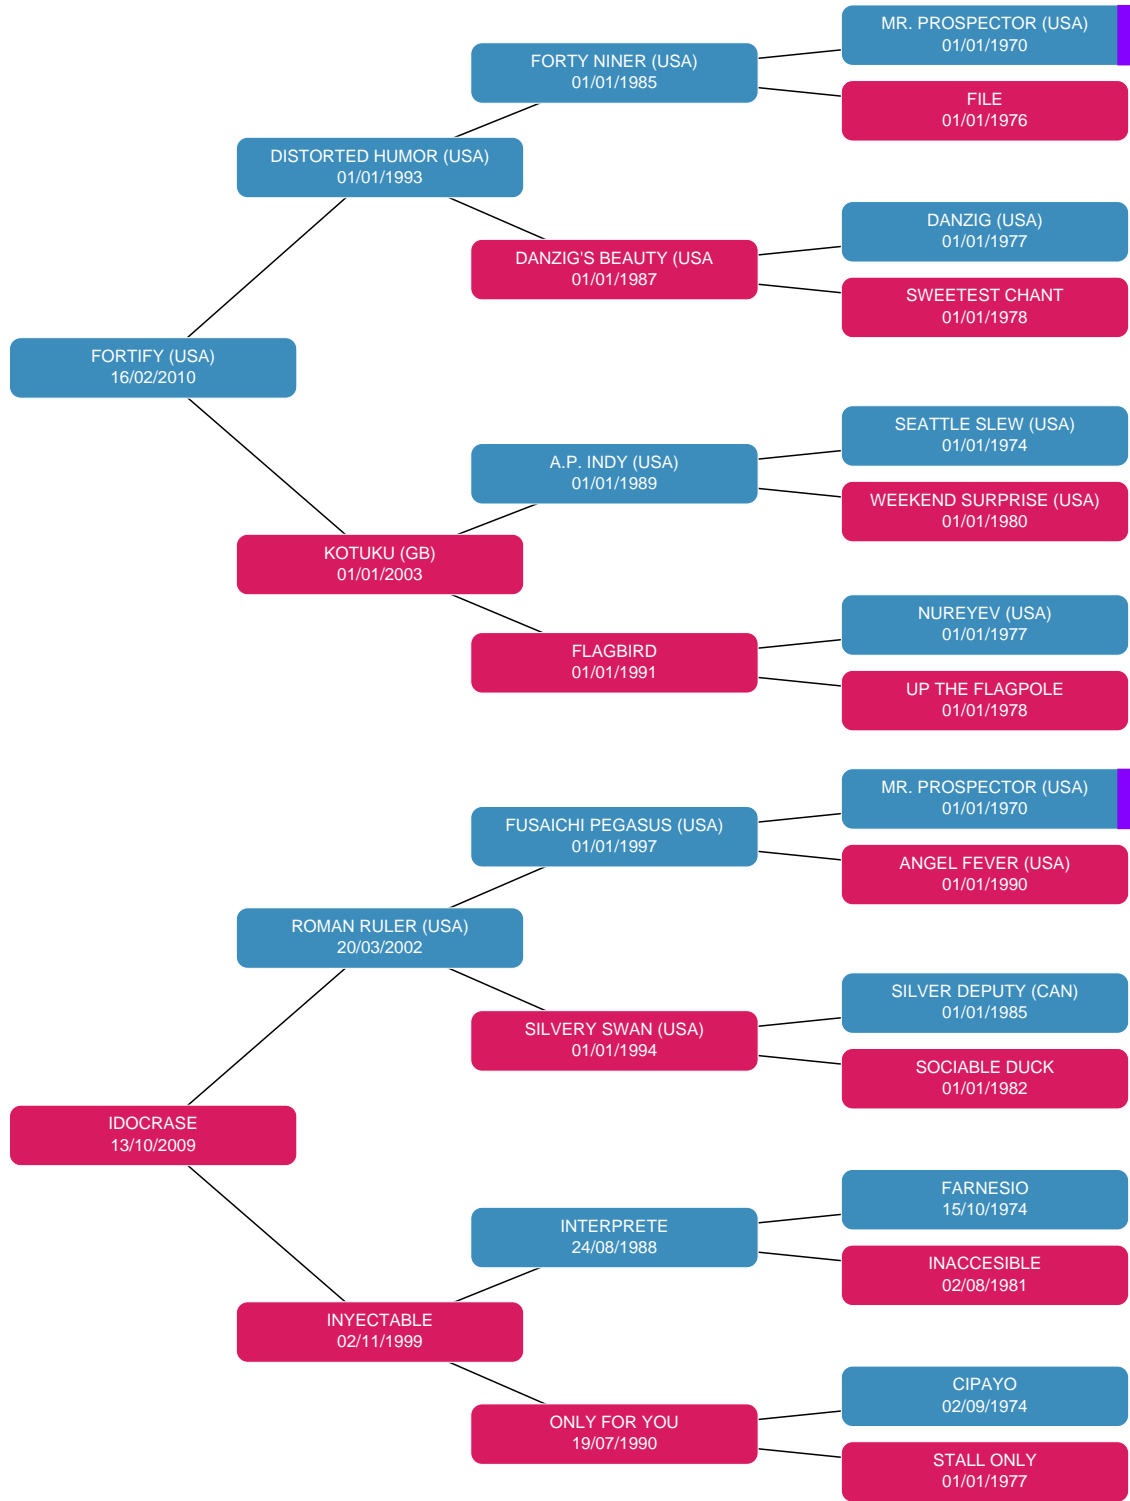 MR. PROSPECTOR (USA)
01/01/1970
FORTY NINER (USA)
01/01/1985
FILE
01/01/1976
DISTORTED HUMOR (USA)
01/01/1993
DANZIG (USA)
01/01/1977
DANZIG'S BEAUTY (USA
01/01/1987
SWEETEST CHANT
01/01/1978
FORTIFY (USA)
16/02/2010
SEATTLE SLEW (USA)
01/01/1974
A.P. INDY (USA)
01/01/1989
WEEKEND SURPRISE (USA)
01/01/1980
KOTUKU (GB)
01/01/2003
NUREYEV (USA)
01/01/1977
FLAGBIRD
01/01/1991
UP THE FLAGPOLE
01/01/1978
MR. PROSPECTOR (USA)
01/01/1970
FUSAICHI PEGASUS (USA)
01/01/1997
ANGEL FEVER (USA)
01/01/1990
ROMAN RULER (USA)
20/03/2002
SILVER DEPUTY (CAN)
01/01/1985
SILVERY SWAN (USA)
01/01/1994
SOCIABLE DUCK
01/01/1982
IDOCRASE
13/10/2009
FARNESIO
15/10/1974
INTERPRETE
24/08/1988
INACCESIBLE
02/08/1981
INYECTABLE
02/11/1999
CIPAYO
02/09/1974
ONLY FOR YOU
19/07/1990
STALL ONLY
01/01/1977